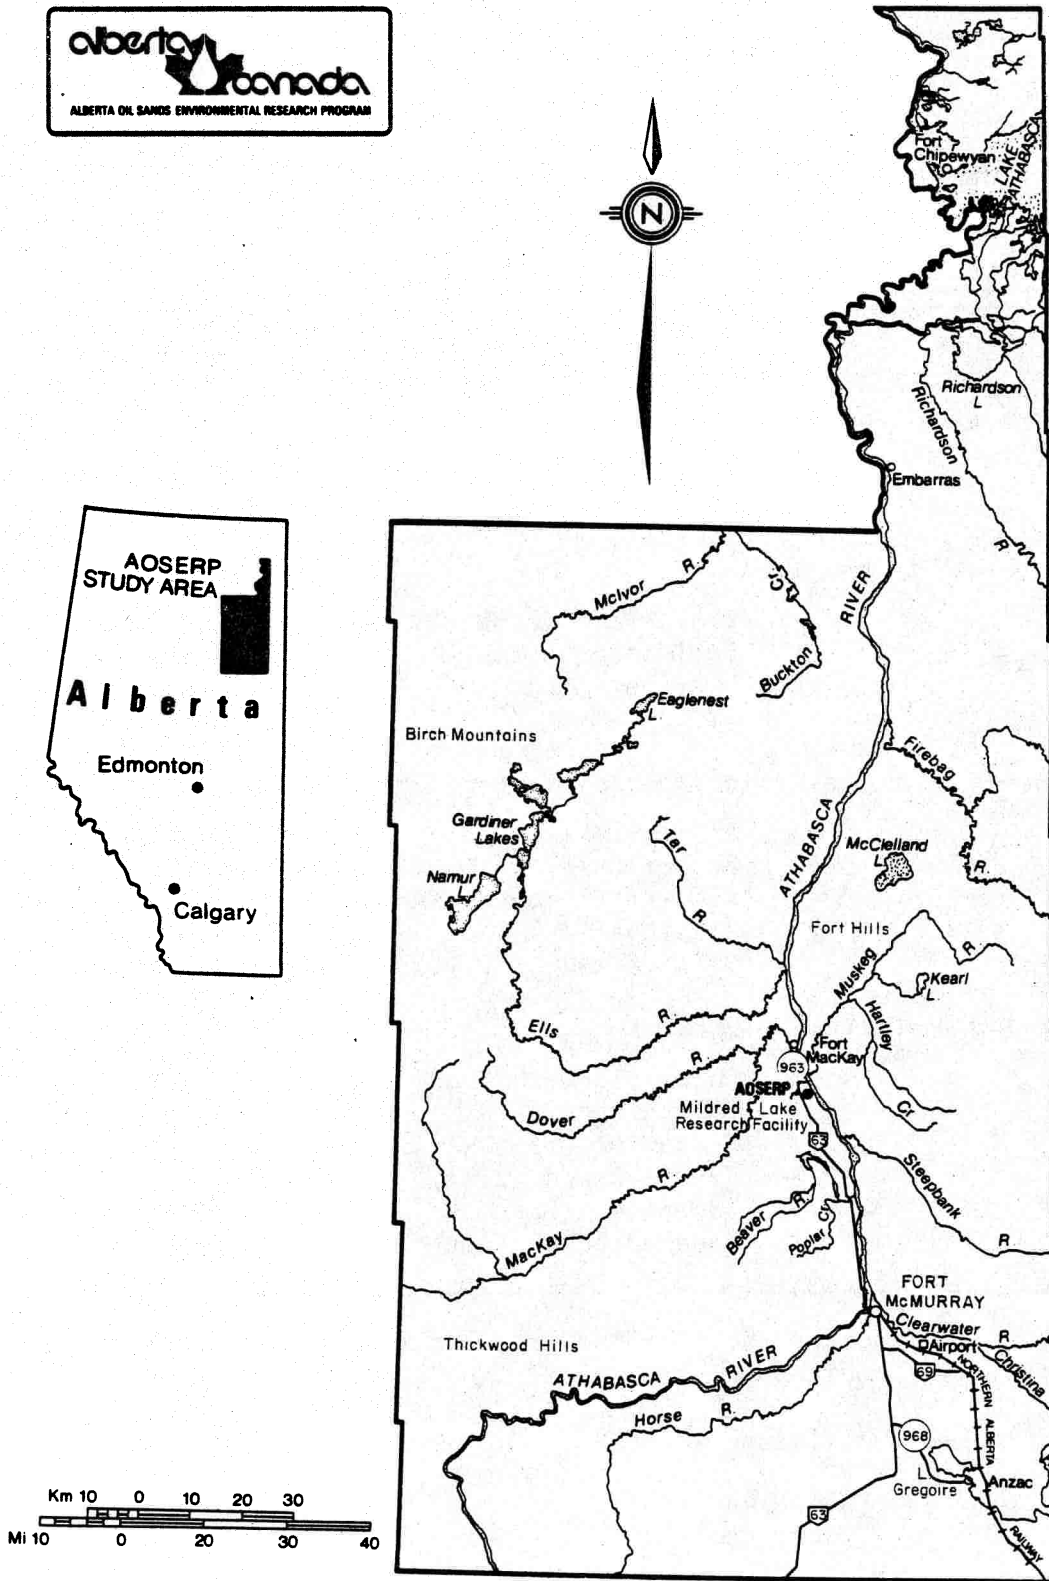 alberta
canada
ALBERTA OIL SANDS ENVIRONMENTAL RESEARCH PROGRAM
N
Fort
Chipewyan
LAKE
ATHABASCA
Richardson
L.
Richardson
R.
Embarras
RIVER
ATHABASCA
AOSERP
STUDY AREA
Alberta
Edmonton
Calgary
McIvor R.
Buckton Cr.
Eaglenest
L.
Birch Mountains
Gardiner
Lakes
Namur
L.
Tar R.
Firebag R.
McClelland
L.
Fort Hills
Muskeg R.
Kearl
L.
Hartley Cr.
Ells R.
Dover R.
MacKay R.
Fort
MacKay
963
AOSERP
Mildred Lake
Research Facility
63
Steepbank R.
Beaver R.
Poplar Cr.
FORT
McMURRAY
Clearwater R.
Airport
Christina
69
NORTHERN ALBERTA RAILWAY
Thickwood Hills
ATHABASCA RIVER
Horse R.
968
L.
Gregoire
Anzac
63
Km 10 0 10 20 30
Mi 10 0 20 30 40